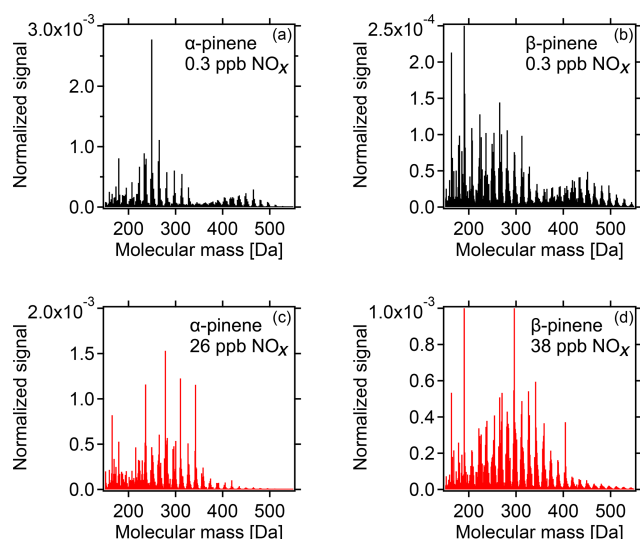 (a)
α-pinene
0.3 ppb NOx
3.0x10⁻³
2.0
1.0
0.0
Normalized signal
200 300 400 500
Molecular mass [Da]
(b)
β-pinene
0.3 ppb NOx
2.5x10⁻⁴
2.0
1.5
1.0
0.5
0.0
Normalized signal
200 300 400 500
Molecular mass [Da]
(c)
α-pinene
26 ppb NOx
2.0x10⁻³
1.5
1.0
0.5
0.0
Normalized signal
200 300 400 500
Molecular mass [Da]
(d)
β-pinene
38 ppb NOx
1.0x10⁻³
0.8
0.6
0.4
0.2
0.0
Normalized signal
200 300 400 500
Molecular mass [Da]